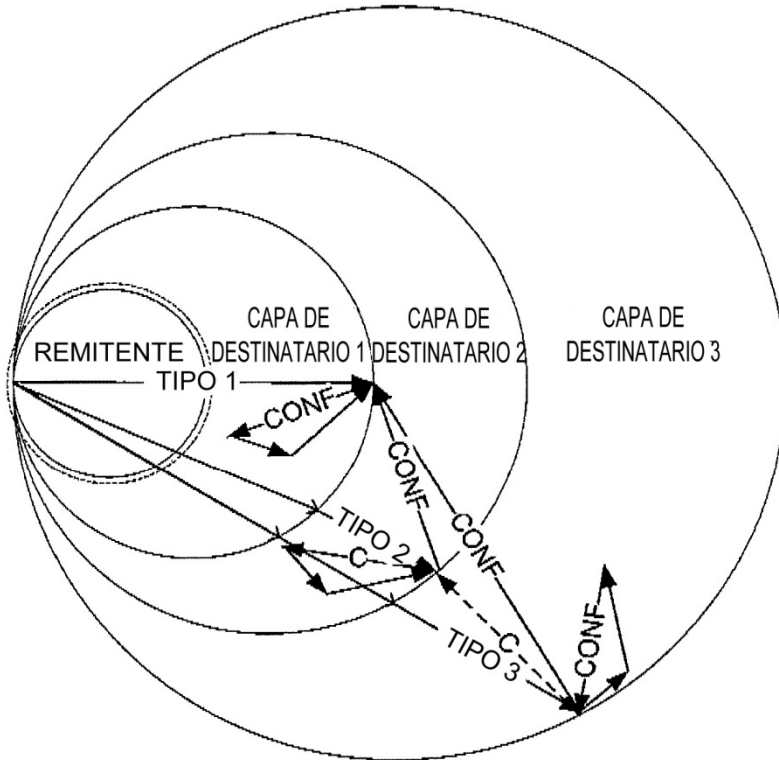 CAPA DE
DESTINATARIO 1
CAPA DE
DESTINATARIO 2
CAPA DE
DESTINATARIO 3
REMITENTE
TIPO 1
CONF
CONF
CONF
TIPO 2
C
C
TIPO 3
CONF